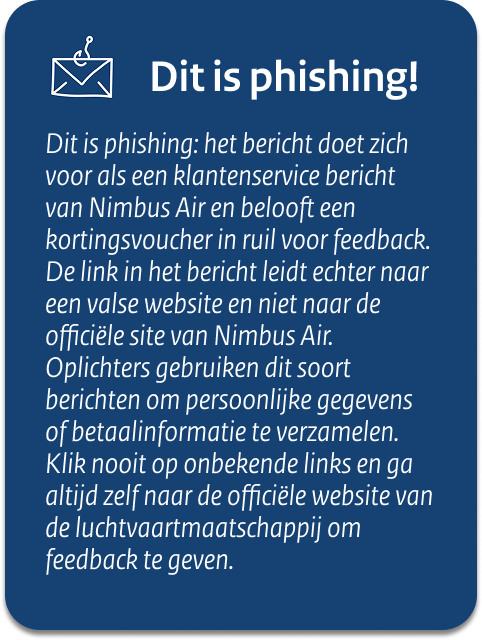 Dit is phishing!
Dit is phishing: het bericht doet zich
voor als een klantenservice bericht
van Nimbus Air en belooft een
kortingsvoucher in ruil voor feedback.
De link in het bericht leidt echter naar
een valse website en niet naar de
officiële site van Nimbus Air.
Oplichters gebruiken dit soort
berichten om persoonlijke gegevens
of betaalinformatie te verzamelen.
Klik nooit op onbekende links en ga
altijd zelf naar de officiële website van
de luchtvaartmaatschappij om
feedback te geven.